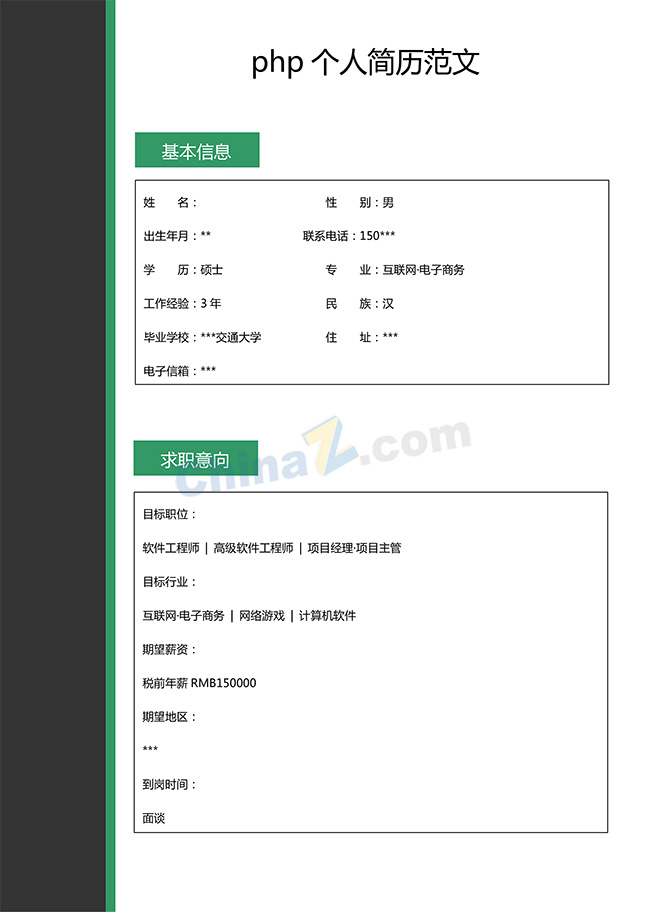 php 个人简历范文
基本信息
姓 名： 性 别：男
出生年月：** 联系电话：150***
学 历：硕士 专 业：互联网·电子商务
工作经验：3 年 民 族：汉
毕业学校：***交通大学 住 址：***
电子信箱：***
ChinaZ.com
求职意向
目标职位：
软件工程师 | 高级软件工程师 | 项目经理·项目主管
目标行业：
互联网·电子商务 | 网络游戏 | 计算机软件
期望薪资：
税前年薪 RMB150000
期望地区：
***
到岗时间：
面谈